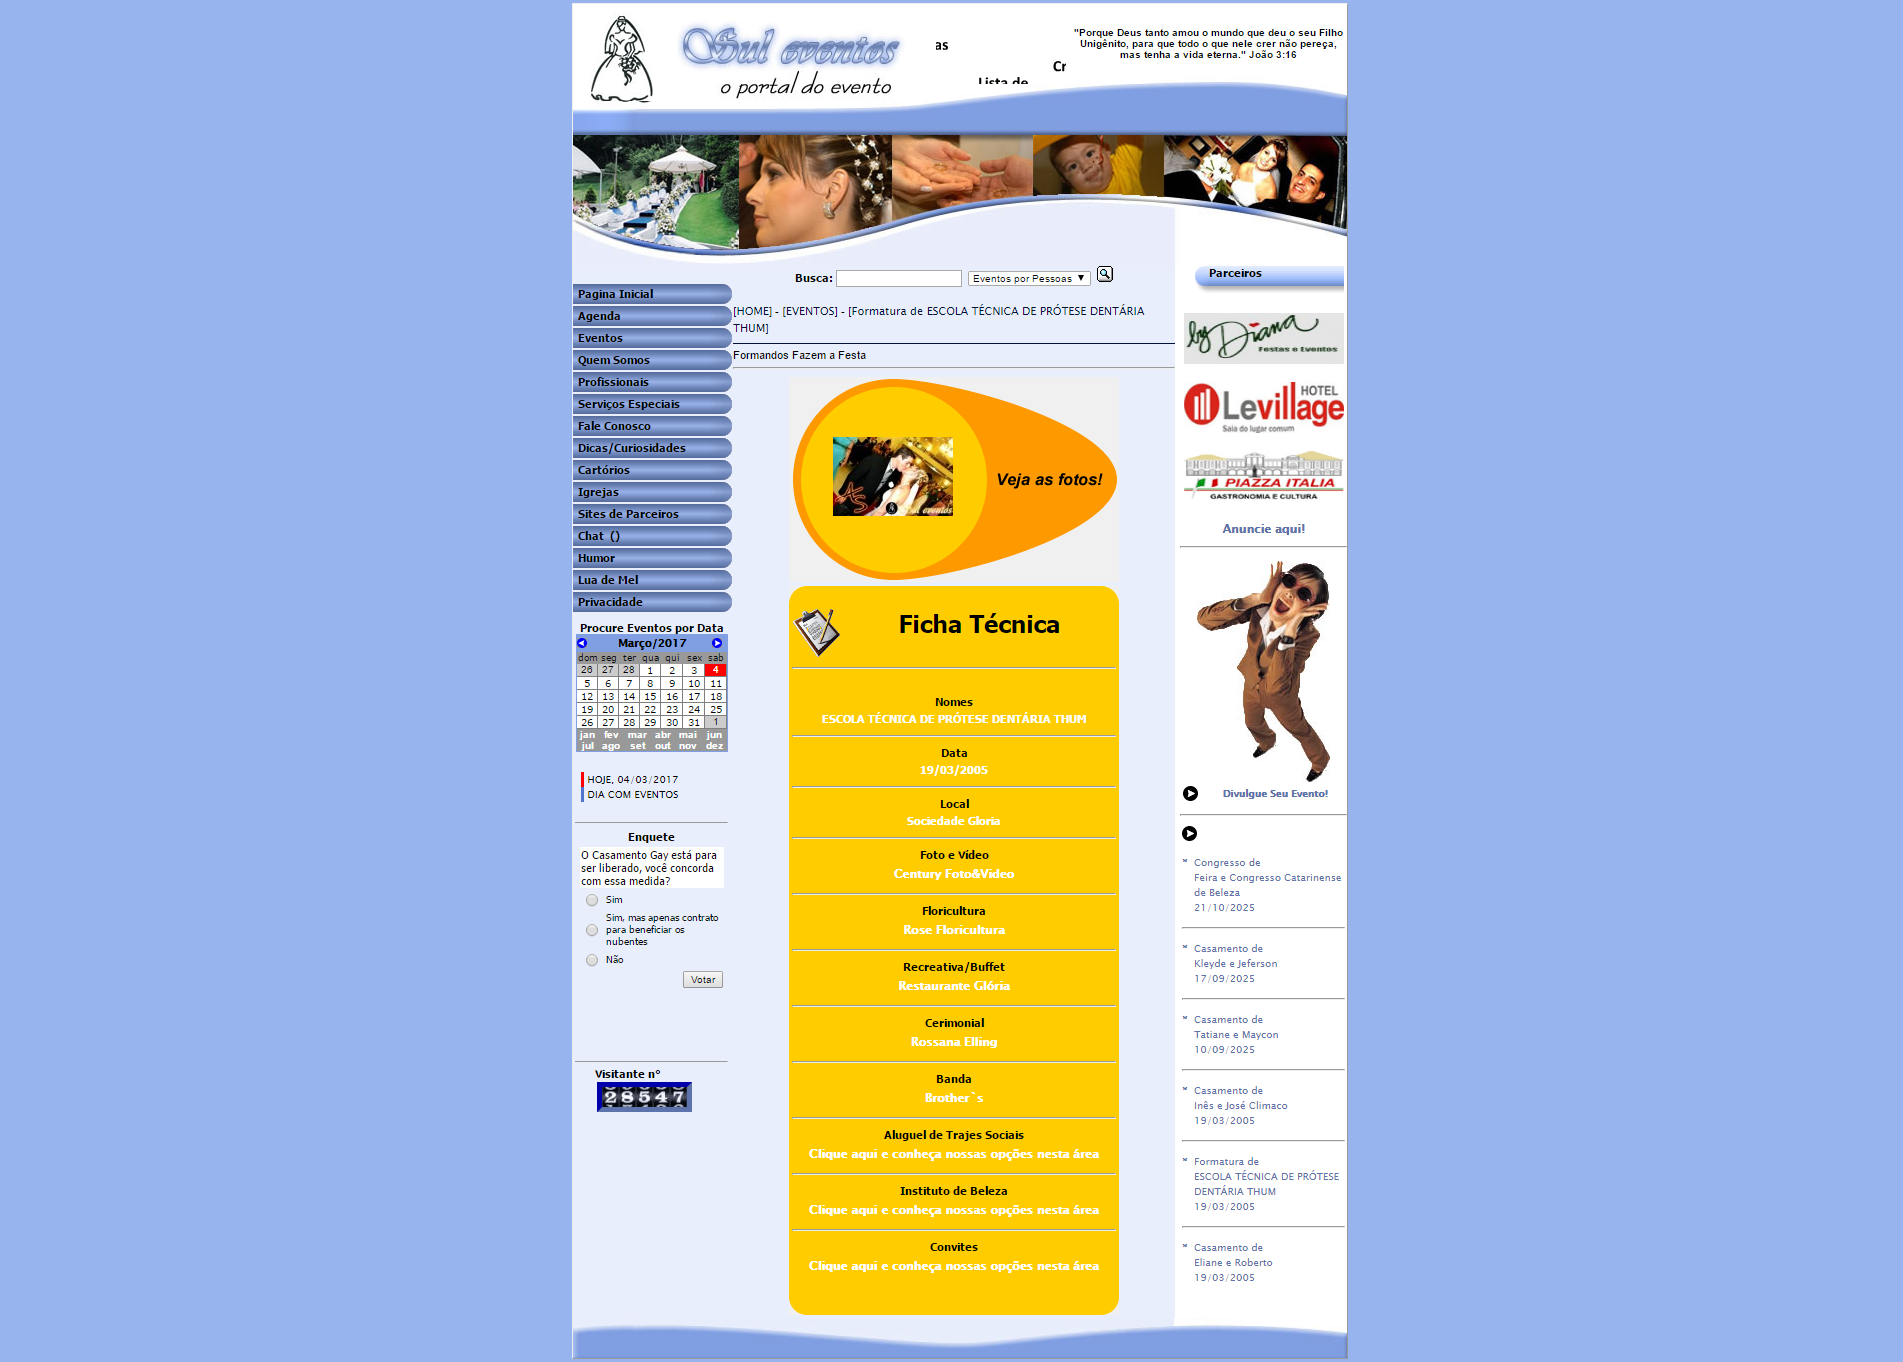 Sul eventos
o portal do evento
as
Cr
Lista de
"Porque Deus tanto amou o mundo que deu o seu Filho
Unigênito, para que todo o que nele crer não pereça,
mas tenha a vida eterna." João 3:16
Busca:
Eventos por Pessoas
Pagina Inicial
Agenda
Eventos
Quem Somos
Profissionais
Serviços Especiais
Fale Conosco
Dicas/Curiosidades
Cartórios
Igrejas
Sites de Parceiros
Chat ()
Humor
Lua de Mel
Privacidade
Procure Eventos por Data
Março/2017
dom seg ter qua qui sex sab
26 27 28 1 2 3 4
5 6 7 8 9 10 11
12 13 14 15 16 17 18
19 20 21 22 23 24 25
26 27 28 29 30 31 1
jan fev mar abr mai jun
jul ago set out nov dez
HOJE, 04/03/2017
DIA COM EVENTOS
Enquete
O Casamento Gay está para
ser liberado, você concorda
com essa medida?
Sim
Sim, mas apenas contrato
para beneficiar os
nubentes
Não
Votar
Visitante n°
28547
[HOME] - [EVENTOS] - [Formatura de ESCOLA TÉCNICA DE PRÓTESE DENTÁRIA
THUM]
Formandos Fazem a Festa
Sul eventos
Veja as fotos!
Ficha Técnica
Nomes
ESCOLA TÉCNICA DE PRÓTESE DENTÁRIA THUM
Data
19/03/2005
Local
Sociedade Gloria
Foto e Vídeo
Century Foto&Video
Floricultura
Rose Floricultura
Recreativa/Buffet
Restaurante Glória
Cerimonial
Rossana Elling
Banda
Brother`s
Aluguel de Trajes Sociais
Clique aqui e conheça nossas opções nesta área
Instituto de Beleza
Clique aqui e conheça nossas opções nesta área
Convites
Clique aqui e conheça nossas opções nesta área
Parceiros
by Diana
Festas e Eventos
HOTEL
Levillage
Saia do lugar comum
PIAZZA ITALIA
GASTRONOMIA E CULTURA
Anuncie aqui!
Divulgue Seu Evento!
Congresso de
Feira e Congresso Catarinense
de Beleza
21/10/2025
Casamento de
Kleyde e Jeferson
17/09/2025
Casamento de
Tatiane e Maycon
10/09/2025
Casamento de
Inês e José Climaco
19/03/2005
Formatura de
ESCOLA TÉCNICA DE PRÓTESE
DENTÁRIA THUM
19/03/2005
Casamento de
Eliane e Roberto
19/03/2005